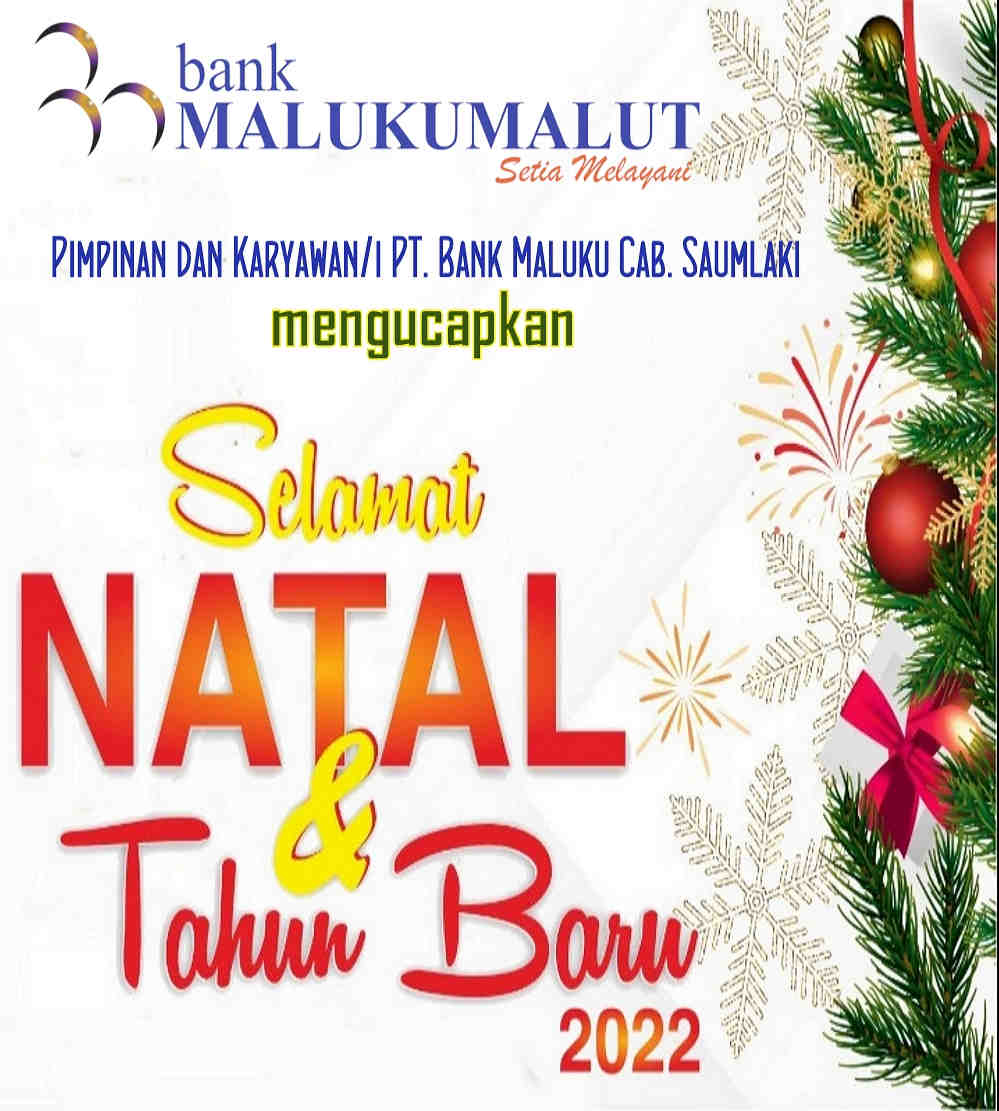 bank
MALUKUMALUT
Setia Melayani
PIMPINAN DAN KARYAWAN/I PT. BANK MALUKU CAB. SAUMLAKI
mengucapkan
Selamat
NATAL
&
Tahun Baru
2022